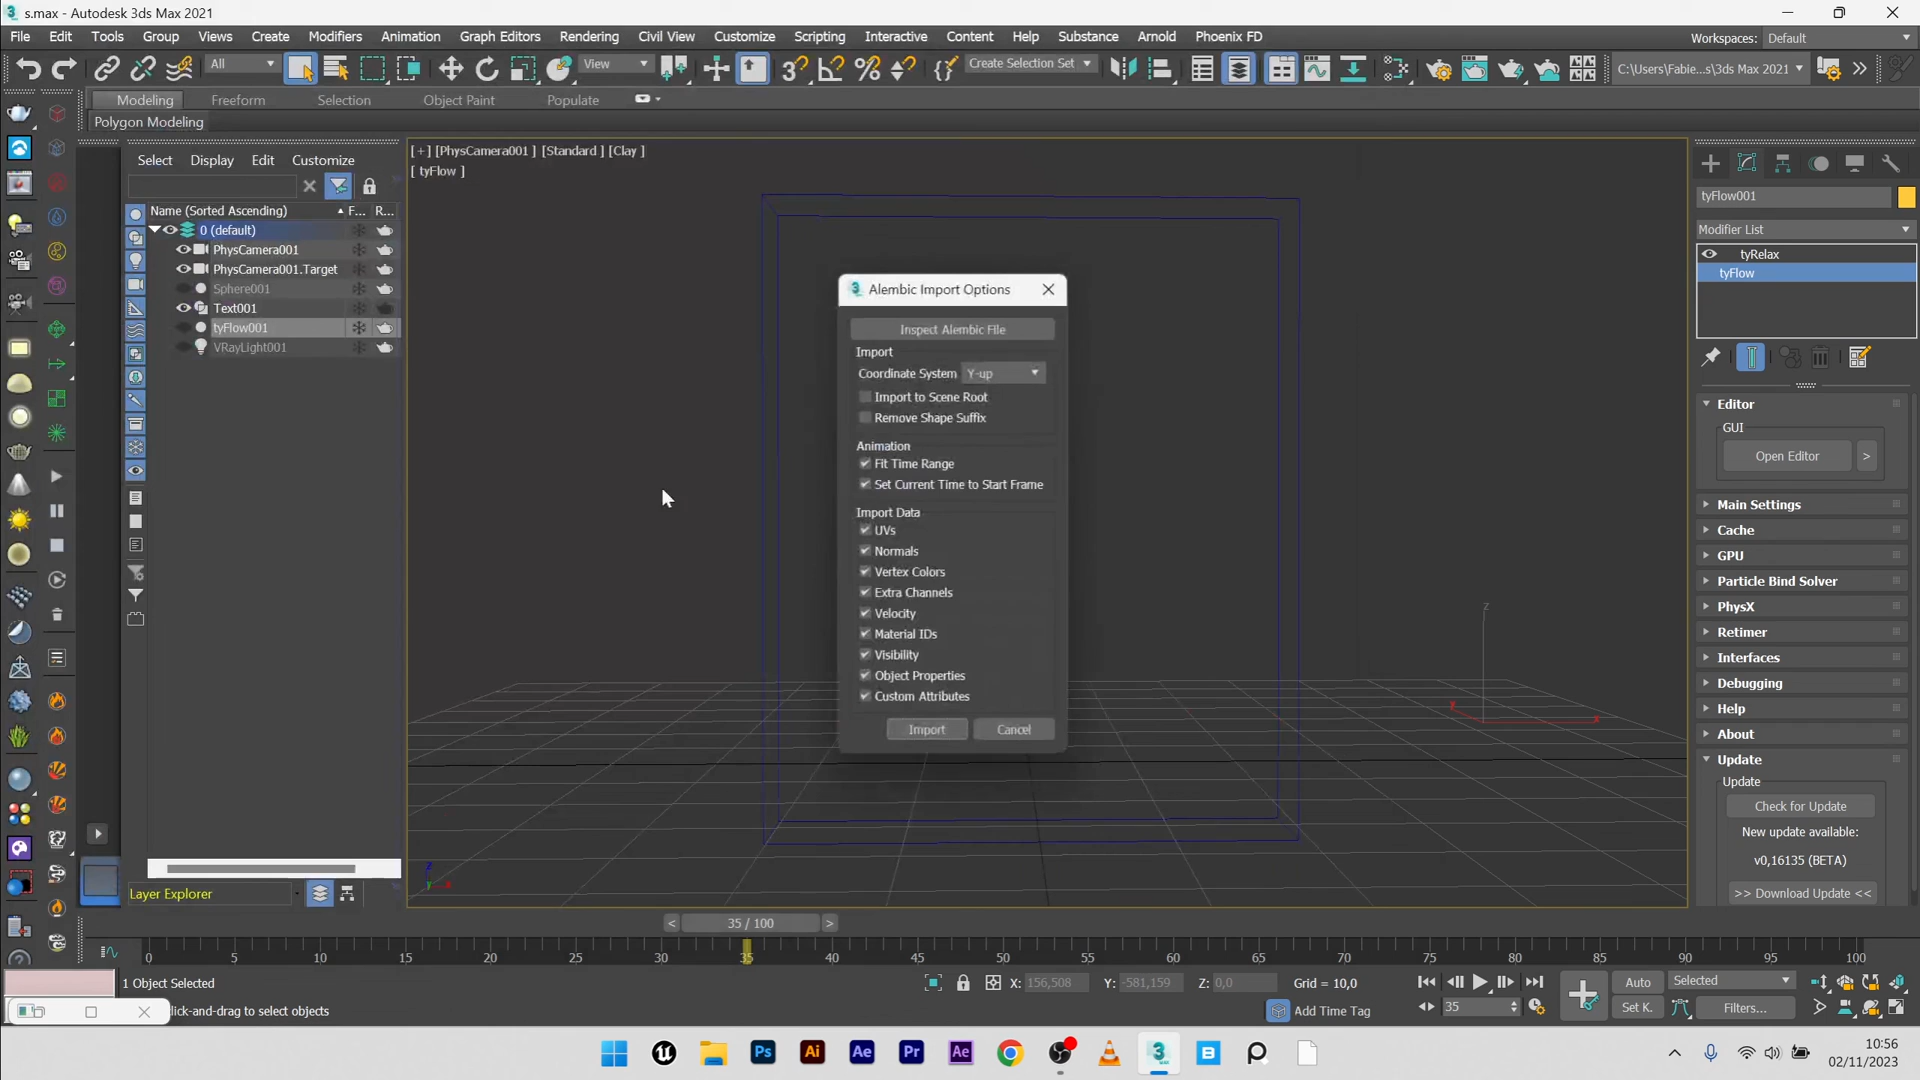 s.max - Autodesk 3ds Max 2021
File Edit Tools Group Views Create Modifiers Animation Graph Editors Rendering Civil View Customize Scripting Interactive Content Help Substance Arnold Phoenix FD
Workspaces: Default
All View Create Selection Set C:\Users\Fabie...s\3ds Max 2021
Modeling Freeform Selection Object Paint Populate
Polygon Modeling
Select Display Edit Customize
Name (Sorted Ascending) F... R...
0 (default)
PhysCamera001
PhysCamera001.Target
Sphere001
Text001
tyFlow001
VRayLight001
Layer Explorer
[+] [PhysCamera001 ] [Standard ] [Clay ]
[ tyFlow ]
Alembic Import Options
Inspect Alembic File
Import
Coordinate System Y-up
Import to Scene Root
Remove Shape Suffix
Animation
Fit Time Range
Set Current Time to Start Frame
Import Data
UVs
Normals
Vertex Colors
Extra Channels
Velocity
Material IDs
Visibility
Object Properties
Custom Attributes
Import Cancel
z
x
z
y x
tyFlow001
Modifier List
tyRelax
tyFlow
Editor
GUI
Open Editor >
Main Settings
Cache
GPU
Particle Bind Solver
PhysX
Retimer
Interfaces
Debugging
Help
About
Update
Update
Check for Update
New update available:
v0,16135 (BETA)
>> Download Update <<
< 35 / 100 >
0 5 10 15 20 25 30 35 40 45 50 55 60 65 70 75 80 85 90 95 100
1 Object Selected
X: 156,508 Y: -581,159 Z: 0,0 Grid = 10,0
Auto Selected
lick-and-drag to select objects
Add Time Tag
35
Set K. Filters...
Ps Ai Ae Pr Ae
10:56
02/11/2023